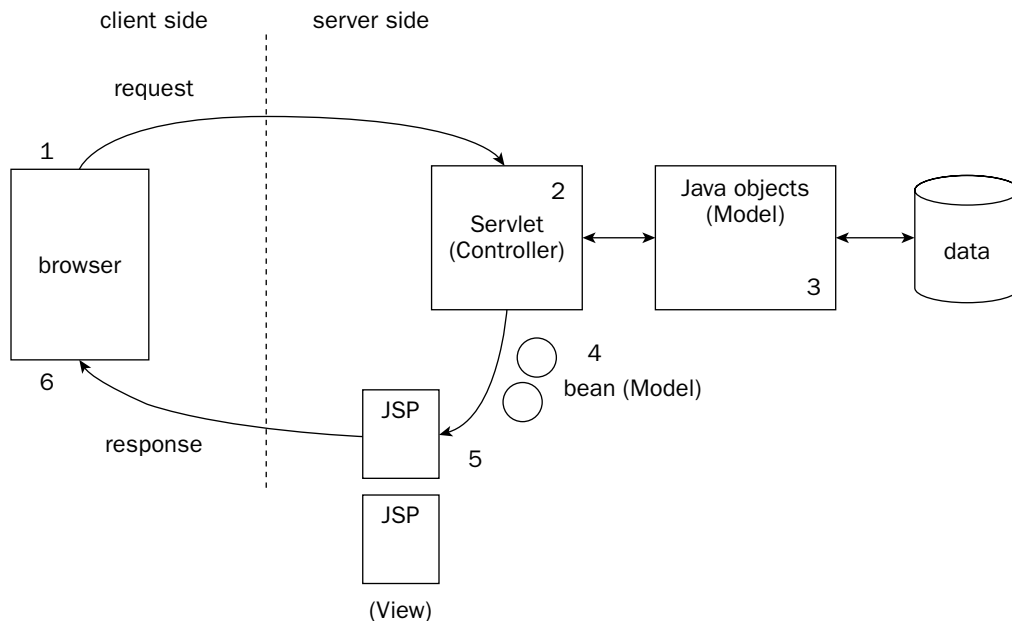 client side
server side
request
1
2
Servlet
(Controller)
Java objects
(Model)
3
data
browser
6
response
4
bean (Model)
JSP
5
JSP
(View)